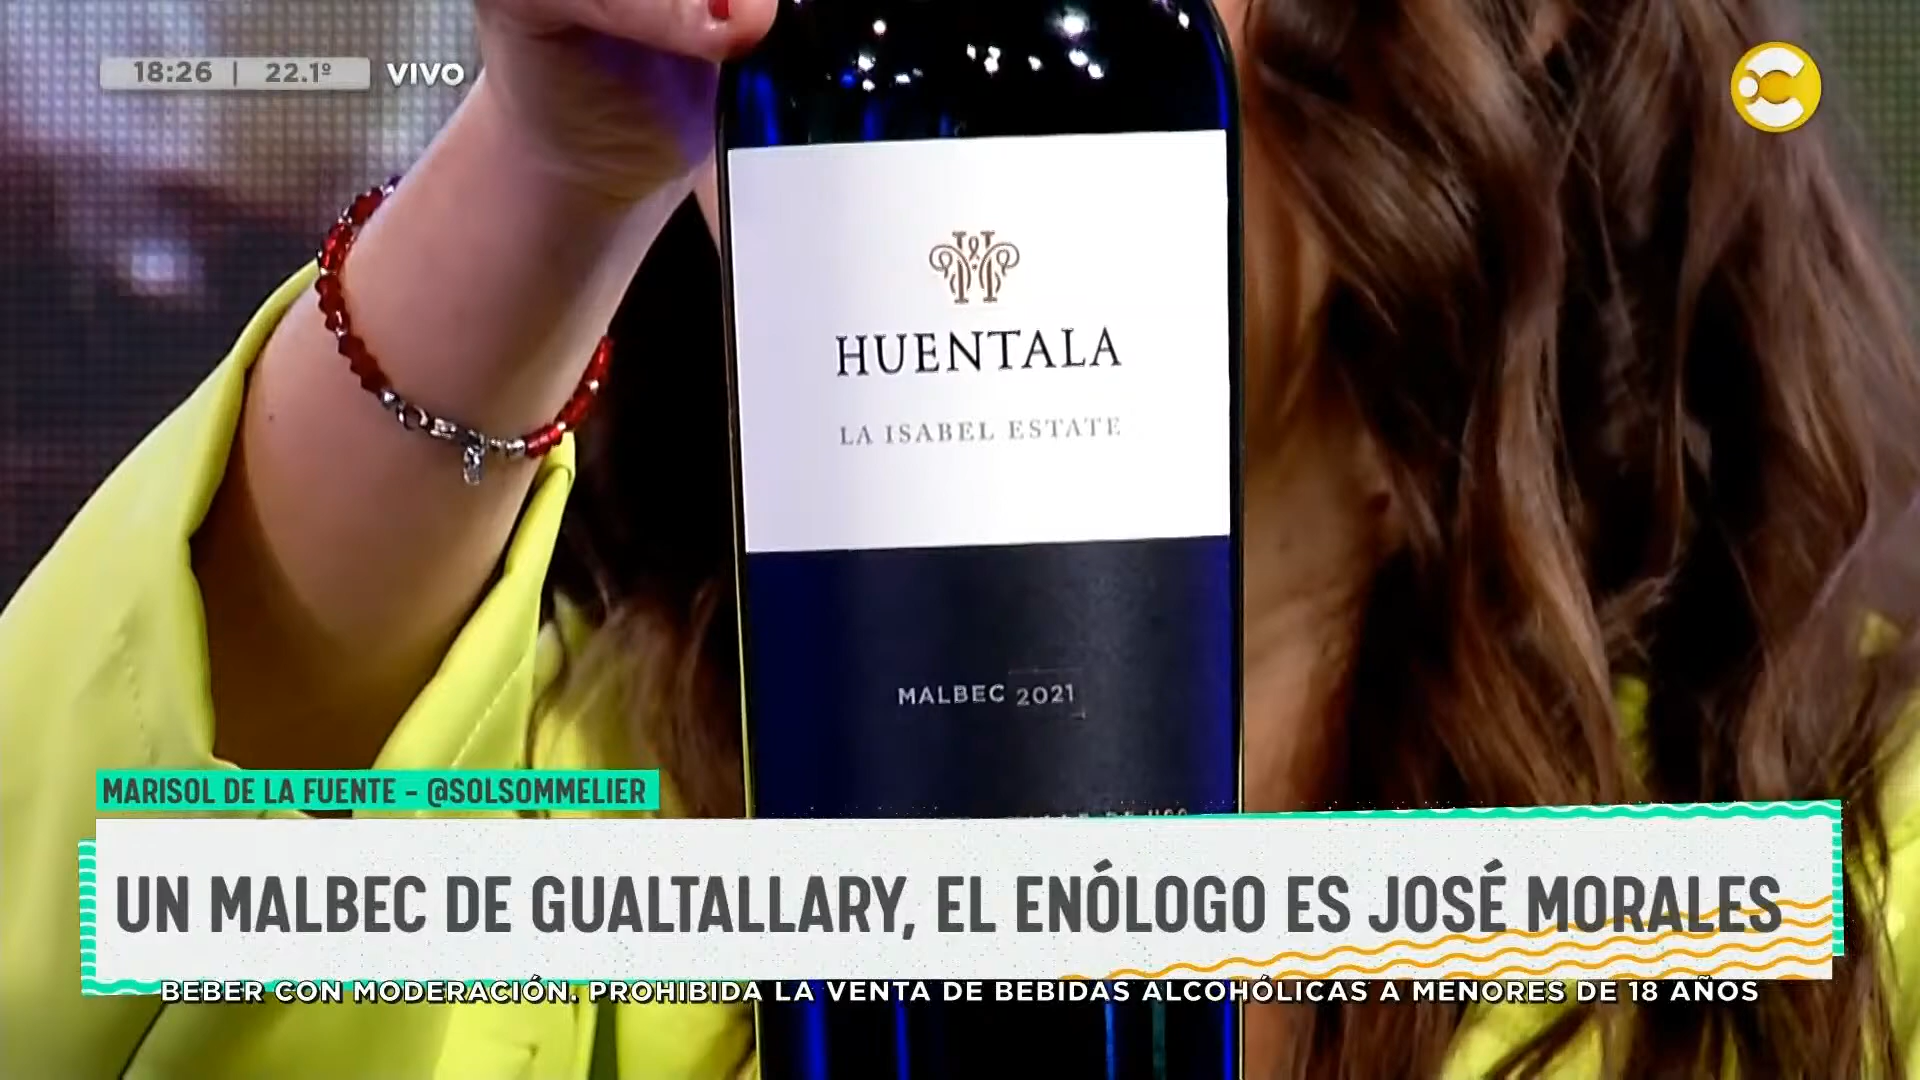 18:26 | 22.1º VIVO
HUENTALA
LA ISABEL ESTATE
MALBEC 2021
MARISOL DE LA FUENTE - @SOLSOMMELIER
UN MALBEC DE GUALTALLARY, EL ENÓLOGO ES JOSÉ MORALES
BEBER CON MODERACIÓN. PROHIBIDA LA VENTA DE BEBIDAS ALCOHÓLICAS A MENORES DE 18 AÑOS